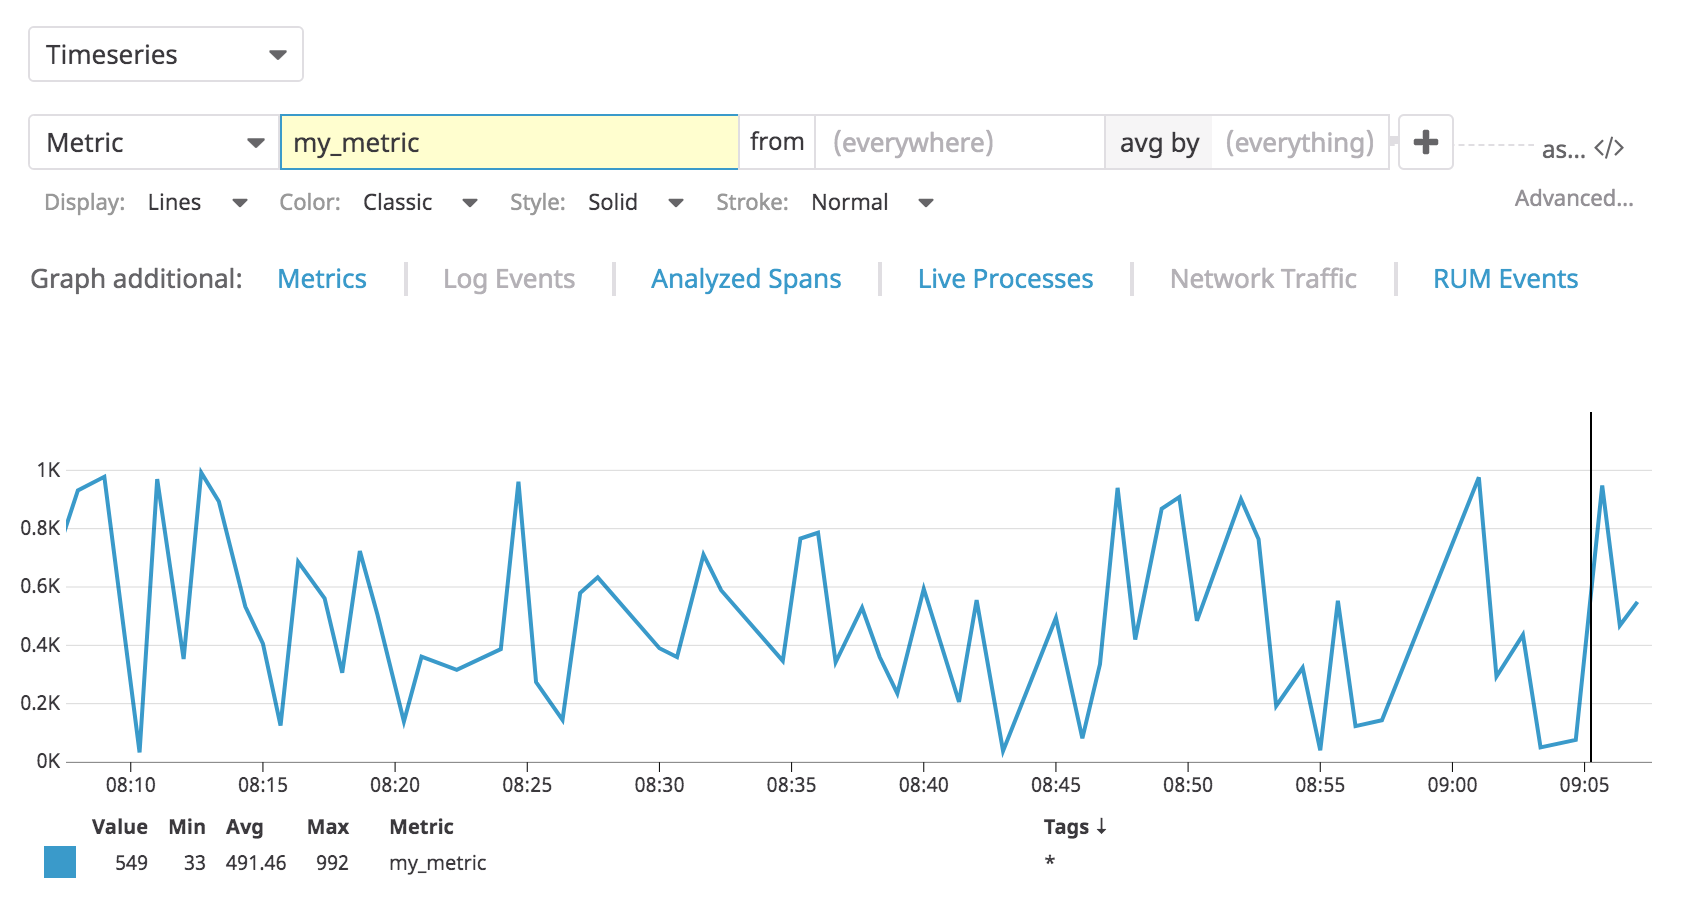 Timeseries
Metric my_metric from (everywhere) avg by (everything) + as... </>
Display: Lines Color: Classic Style: Solid Stroke: Normal Advanced...
Graph additional: Metrics Log Events Analyzed Spans Live Processes Network Traffic RUM Events
1K
0.8K
0.6K
0.4K
0.2K
0K
08:10 08:15 08:20 08:25 08:30 08:35 08:40 08:45 08:50 08:55 09:00 09:05
Value Min Avg Max Metric Tags ↓
549 33 491.46 992 my_metric *